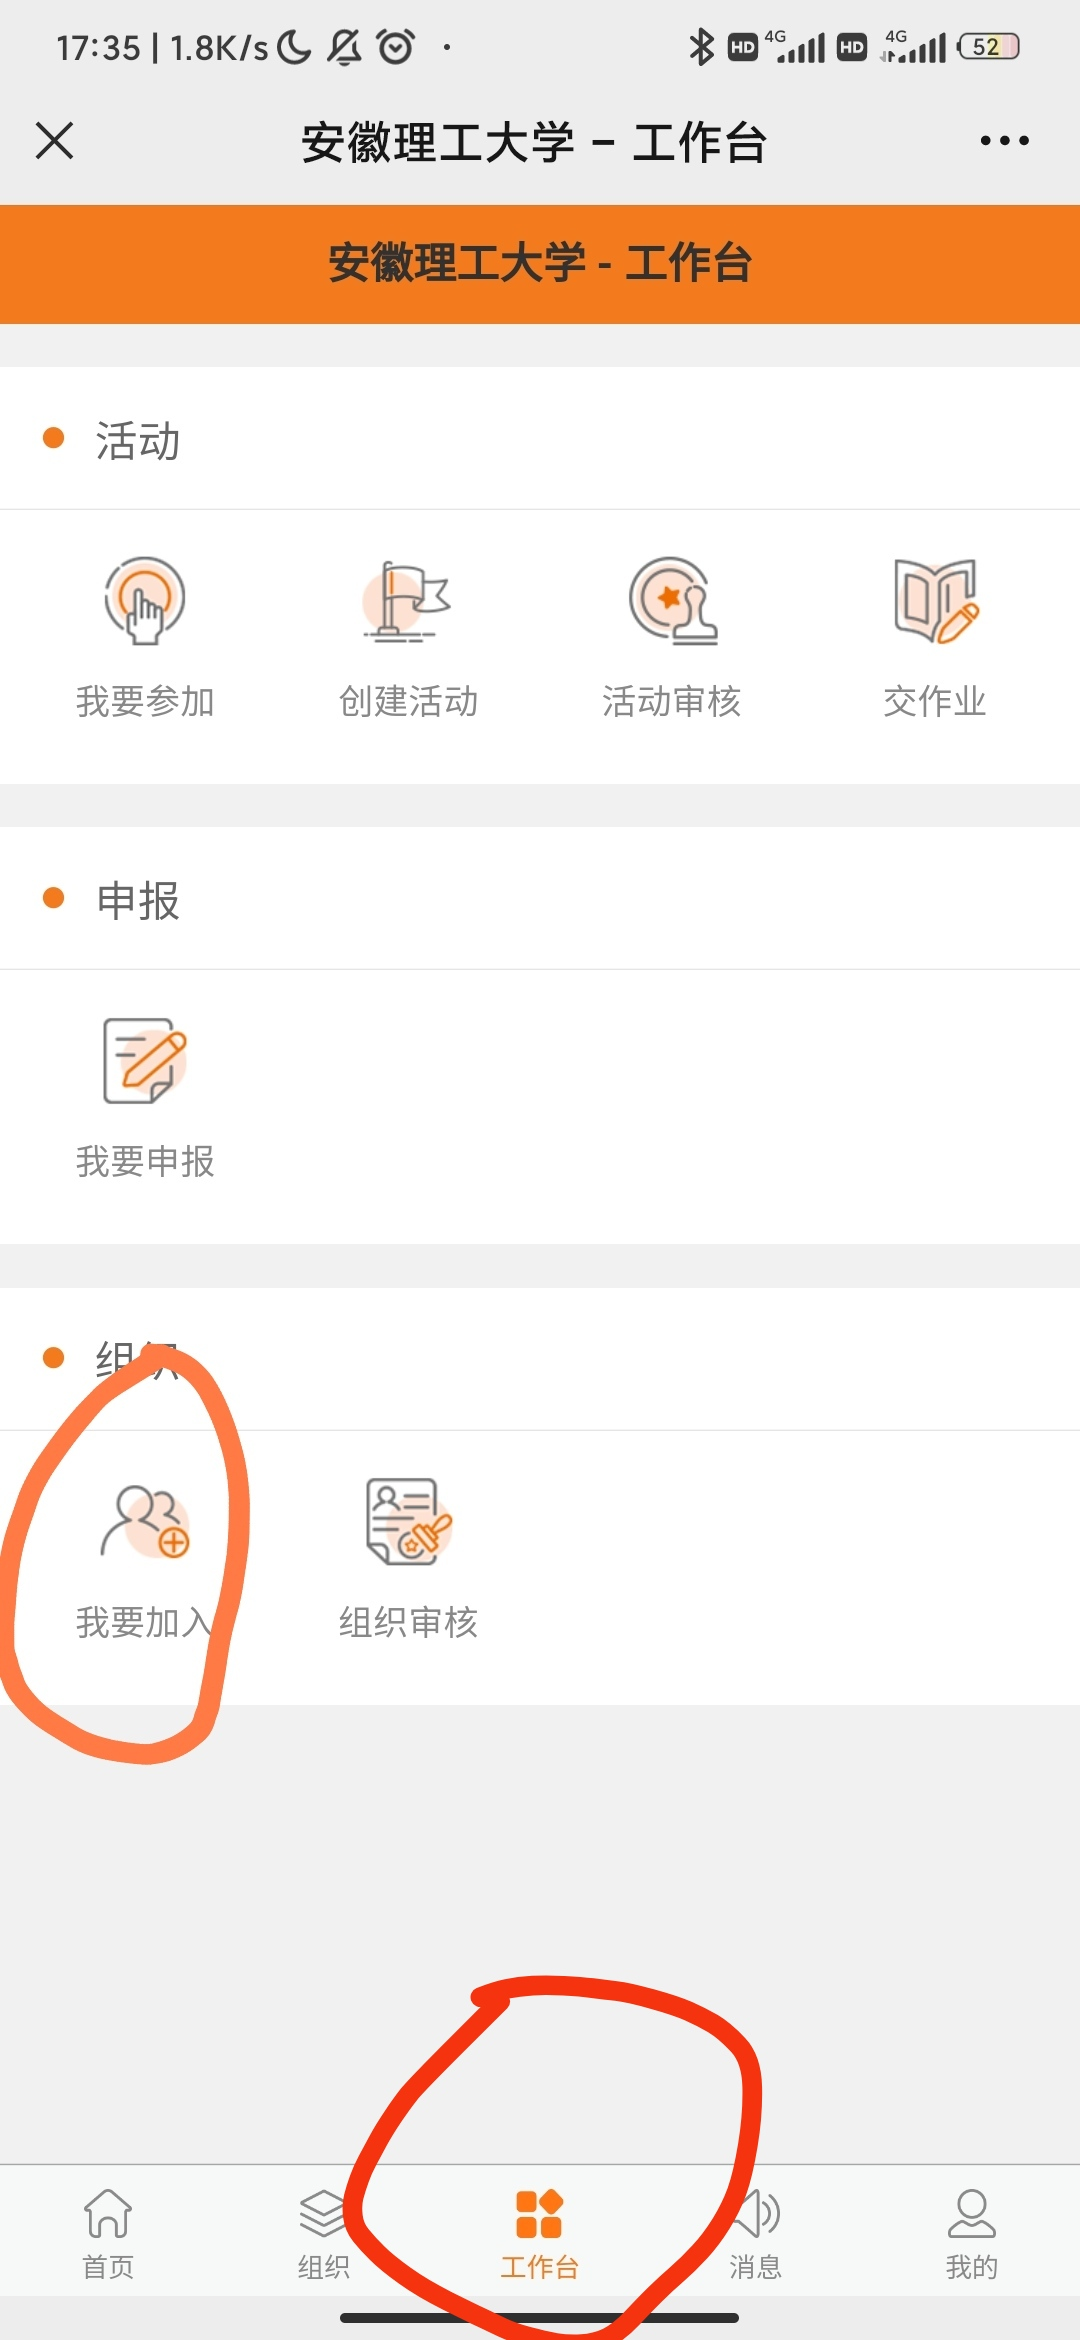 17:35 | 1.8K/s HD 4G HD 4G 52
安徽理工大学 – 工作台
安徽理工大学 - 工作台
活动
我要参加 创建活动 活动审核 交作业
申报
我要申报
组织
我要加入 组织审核
首页 组织 工作台 消息 我的